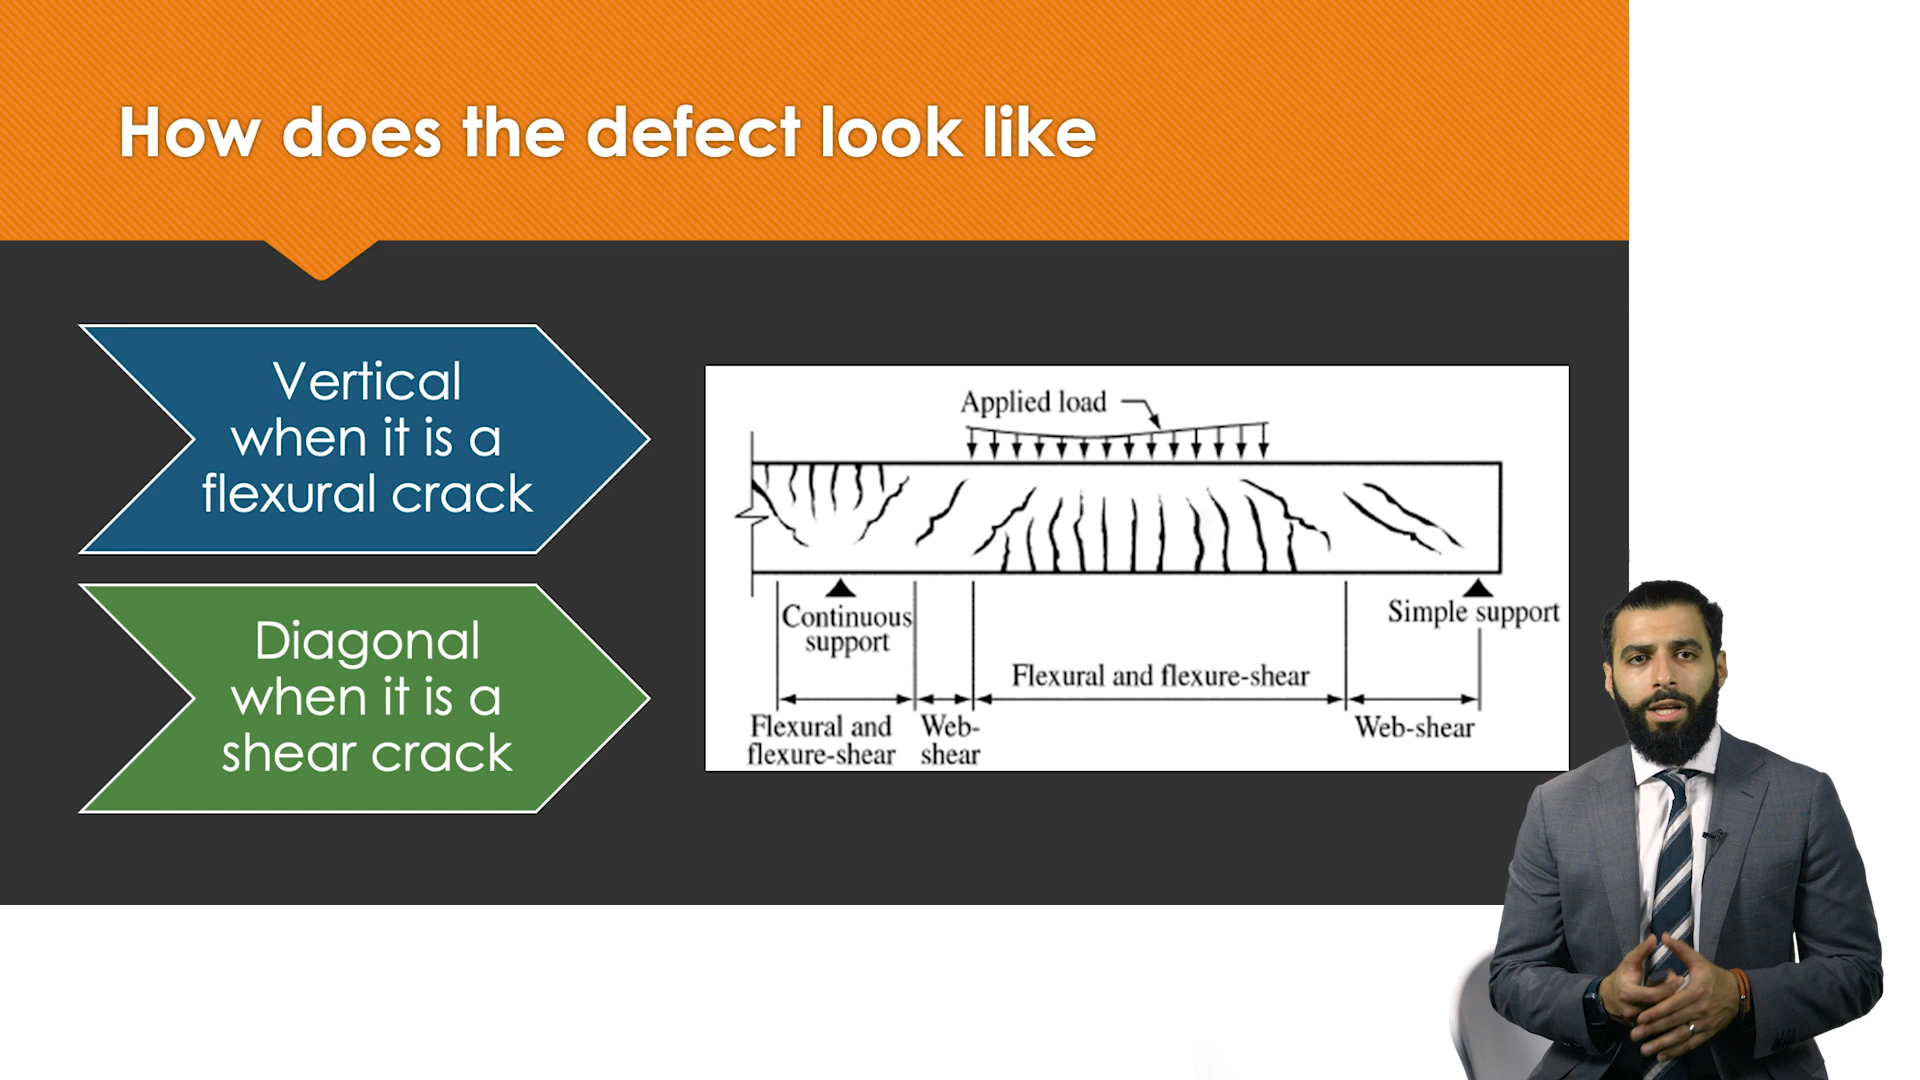 How does the defect look like
Vertical
when it is a
flexural crack
Diagonal
when it is a
shear crack
Applied load
Continuous
support
Simple support
Flexural and flexure-shear
Flexural and
flexure-shear
Web-
shear
Web-shear